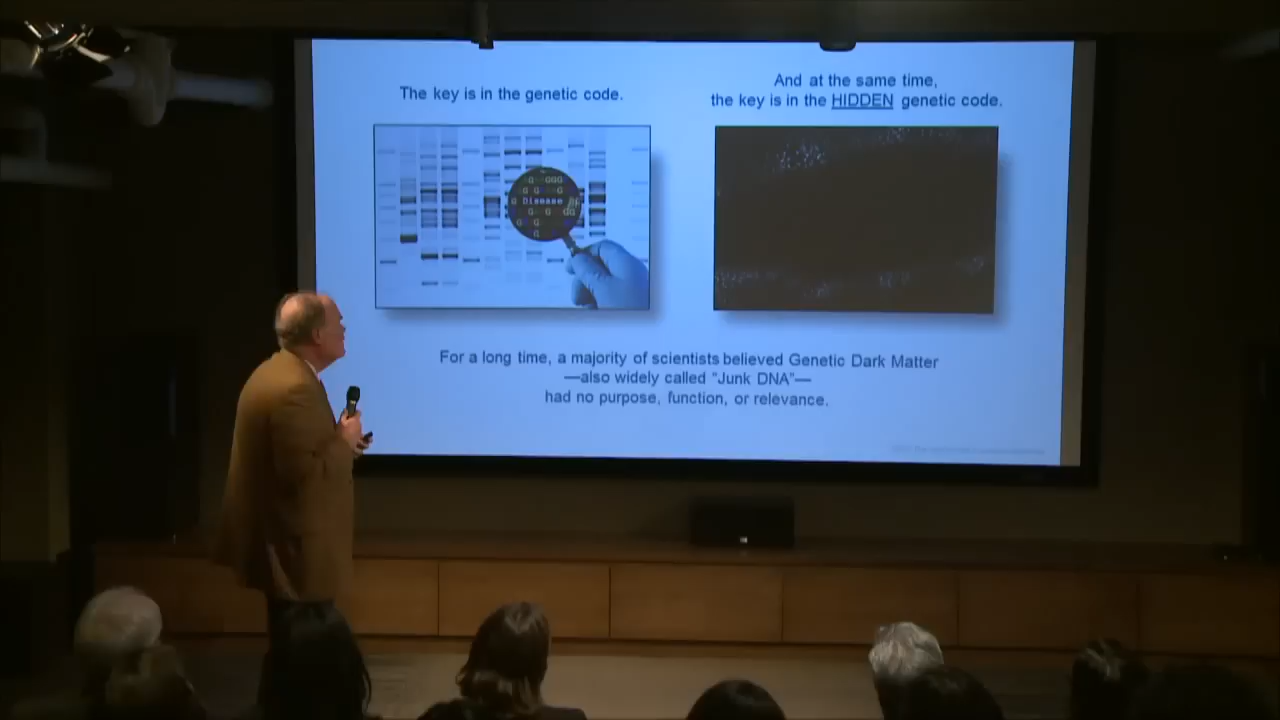 The key is in the genetic code.
And at the same time,
the key is in the HIDDEN genetic code.
G GGG
G G G
G Disease
G G
G G
G
For a long time, a majority of scientists believed Genetic Dark Matter
—also widely called "Junk DNA"—
had no purpose, function, or relevance.